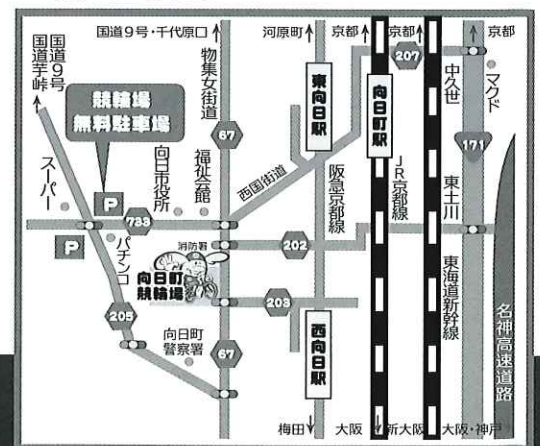 国道9号・千代原口
河原町
京都
京都
京都
国道9号
国道芋峠
物集女街道
67
東向日駅
向日町駅
207
中久世
マクド
171
競輪場
無料駐車場
スーパー
向日市役所
福祉会館
西国街道
阪急京都線
JR京都線
東土川
P
733
P
パチンコ
消防署
202
向日町
競輪場
203
205
向日町
警察署
67
西向日駅
東海道新幹線
名神高速道路
梅田
大阪
新大阪
大阪・神戸